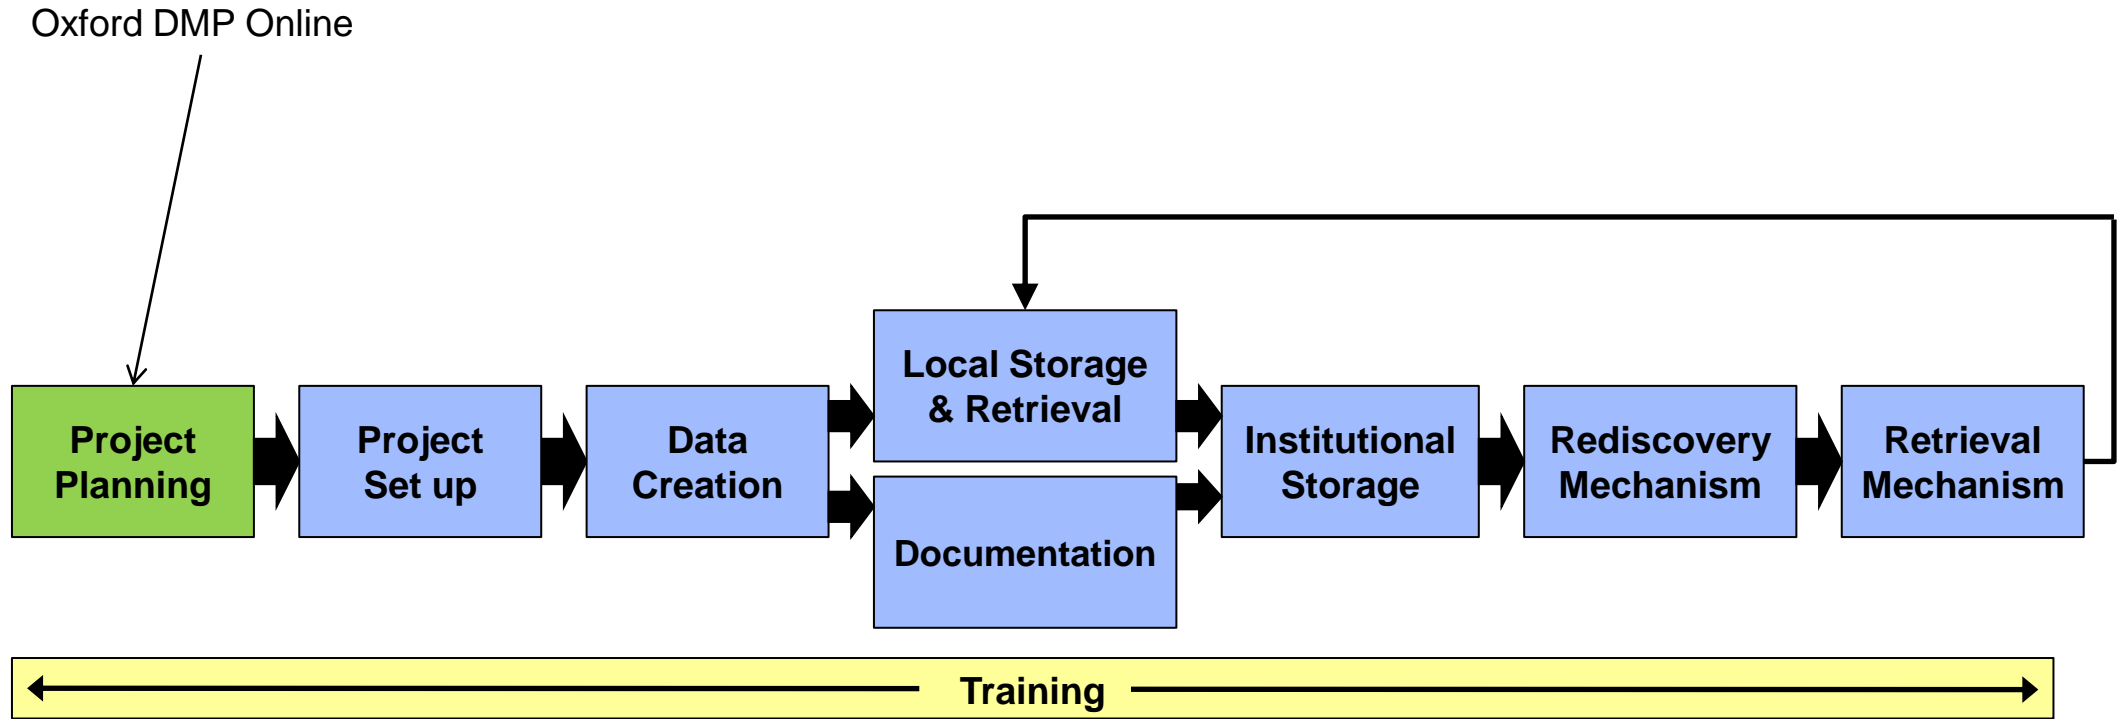 Oxford DMP Online
Project
Planning
Project
Set up
Data
Creation
Local Storage
& Retrieval
Documentation
Institutional
Storage
Rediscovery
Mechanism
Retrieval
Mechanism
Training